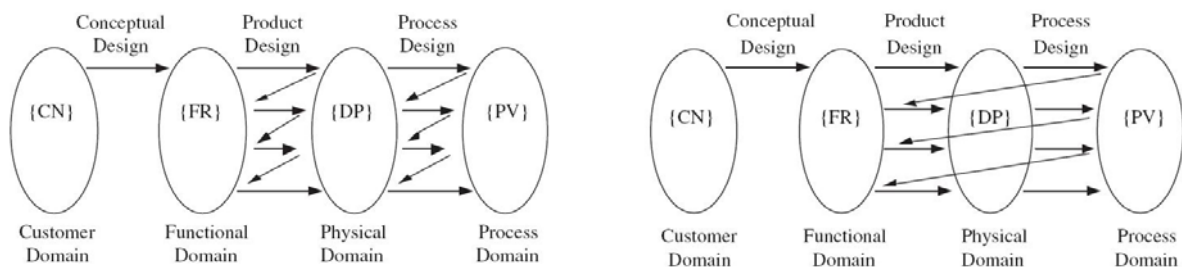 Conceptual Design
Product Design
Process Design
{CN}
{FR}
{DP}
{PV}
Customer Domain
Functional Domain
Physical Domain
Process Domain
Conceptual Design
Product Design
Process Design
{CN}
{FR}
{DP}
{PV}
Customer Domain
Functional Domain
Physical Domain
Process Domain